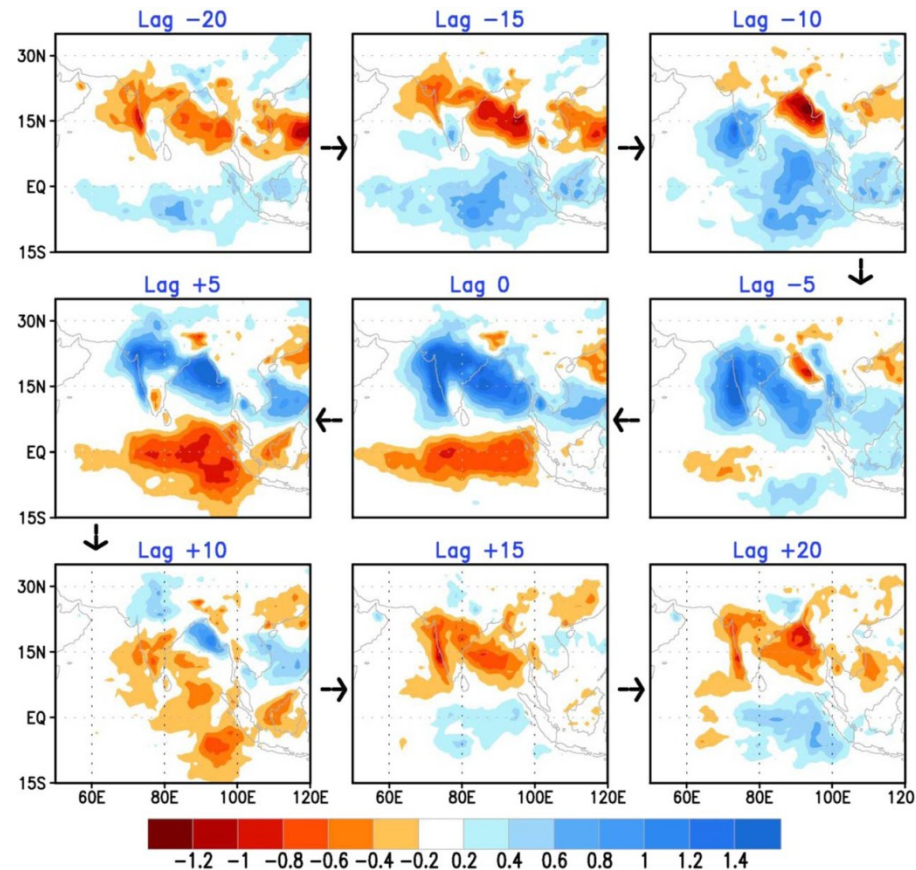 Lag -20 Lag -15 Lag -10
30N
15N
EQ
15S
Lag +5 Lag 0 Lag -5
30N
15N
EQ
15S
Lag +10 Lag +15 Lag +20
30N
15N
EQ
15S
60E 80E 100E 120E 60E 80E 100E 120E 60E 80E 100E 120
-1.2 -1 -0.8 -0.6 -0.4 -0.2 0.2 0.4 0.6 0.8 1 1.2 1.4